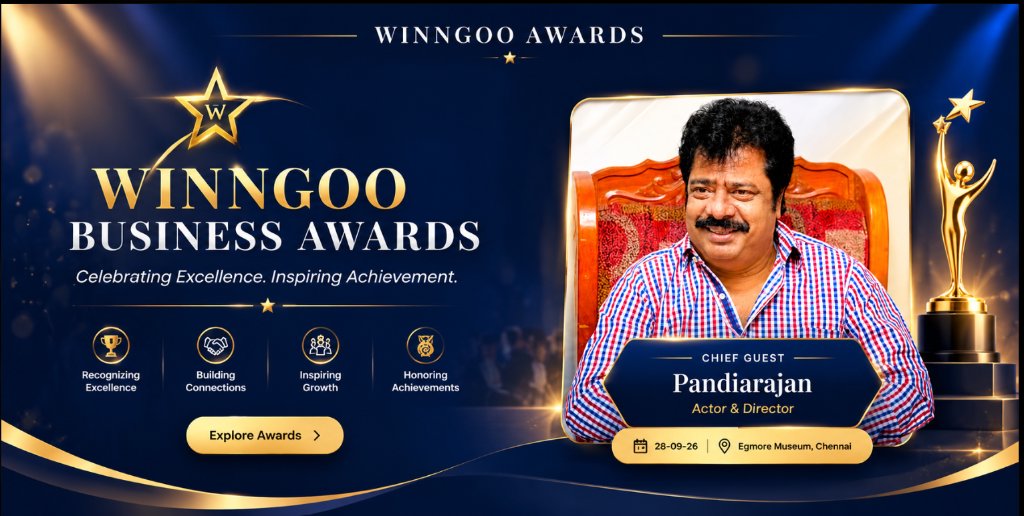 WINNGOO AWARDS
W
WINNGOO
BUSINESS AWARDS
Celebrating Excellence. Inspiring Achievement.
Recognizing
Excellence
Building
Connections
Inspiring
Growth
Honoring
Achievements
Explore Awards
CHIEF GUEST
Pandiarajan
Actor & Director
28-09-26
Egmore Museum, Chennai